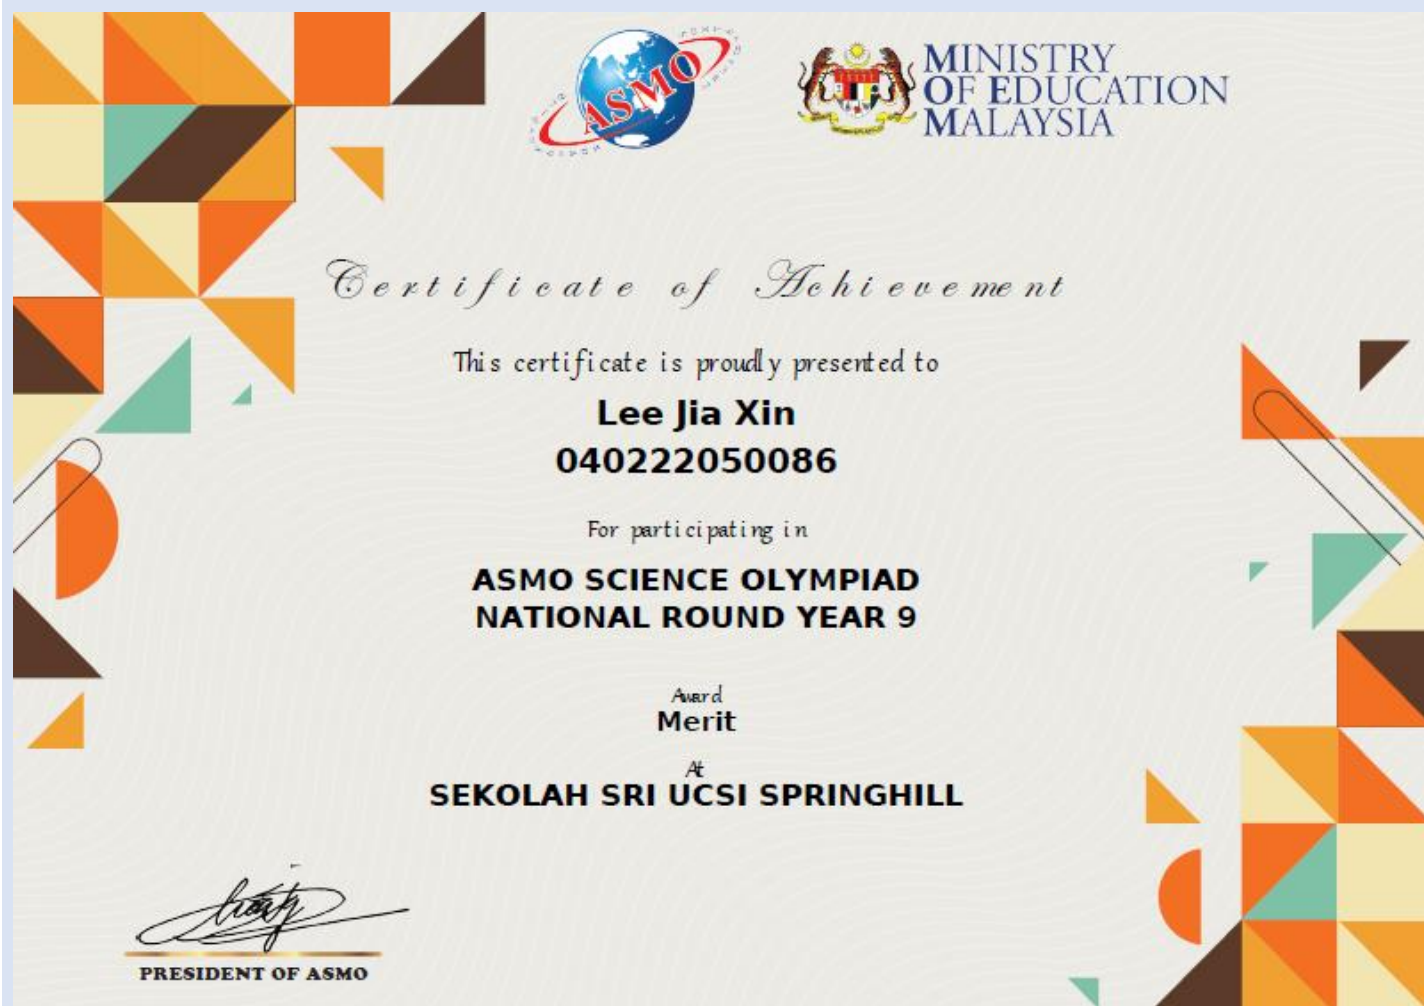 ASMO
MINISTRY
OF EDUCATION
MALAYSIA
Certificate of Achievement
This certificate is proudly presented to
Lee Jia Xin
040222050086
For participating in
ASMO SCIENCE OLYMPIAD
NATIONAL ROUND YEAR 9
Award
Merit
At
SEKOLAH SRI UCSI SPRINGHILL
PRESIDENT OF ASMO